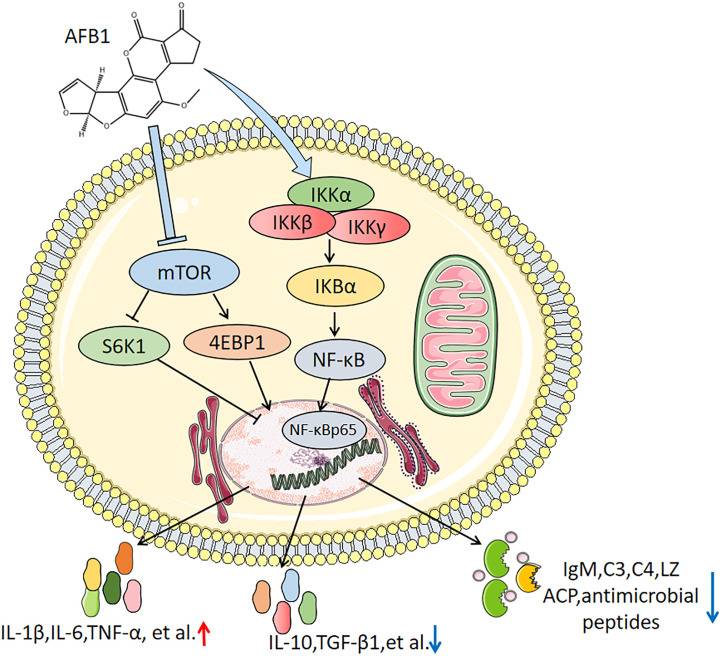 AFB1
O
O
O
H
O
O
O
H
IKKα
IKKβ
IKKγ
mTOR
IKBα
S6K1
4EBP1
NF-κB
NF-κBp65
IgM,C3,C4,LZ
ACP,antimicrobial
peptides
IL-1β,IL-6,TNF-α, et al.
IL-10,TGF-β1,et al.